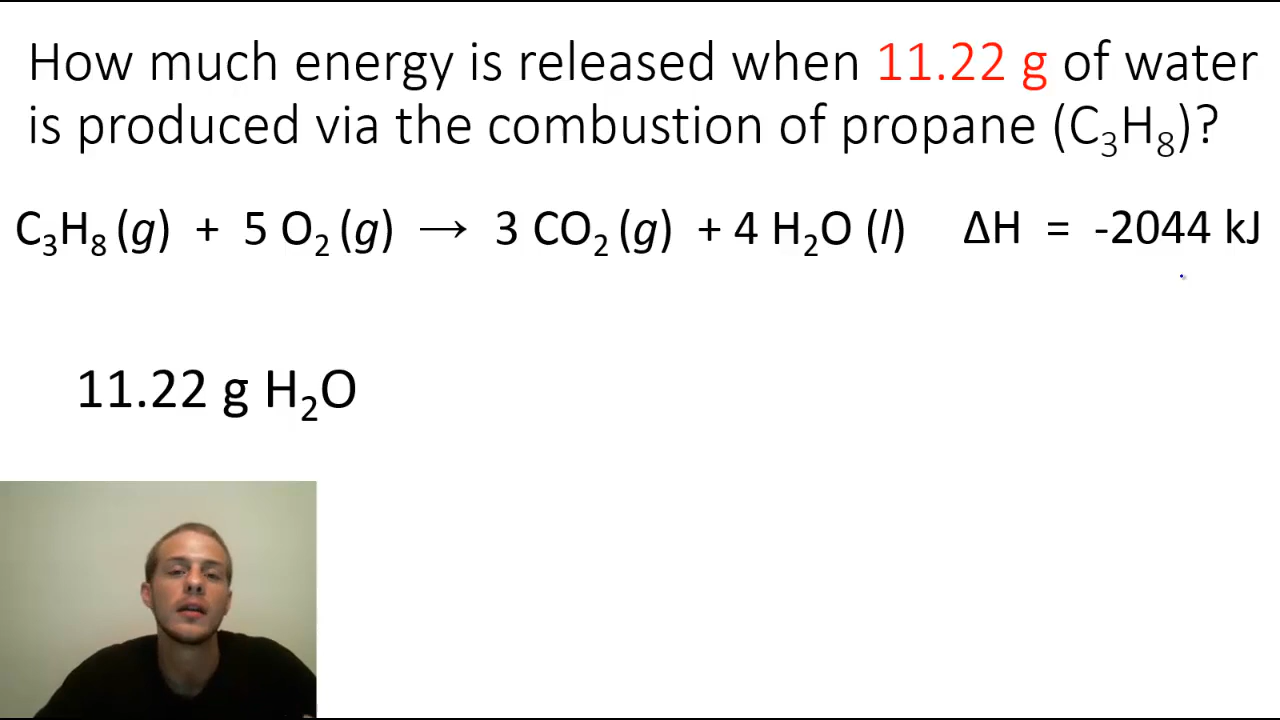 How much energy is released when 11.22 g of water
is produced via the combustion of propane (C₃H₈)?
C₃H₈ (g) + 5 O₂ (g) → 3 CO₂ (g) + 4 H₂O (l) ΔH = -2044 kJ
11.22 g H₂O